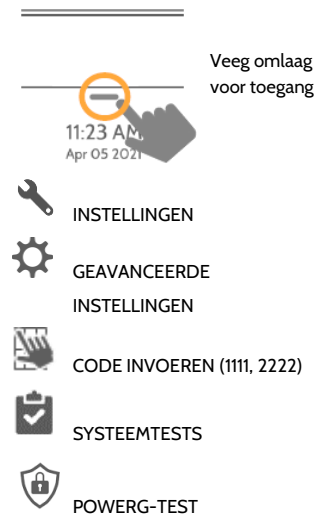 Veeg omlaag
voor toegang
11:23 AM
Apr 05 2021
INSTELLINGEN
GEAVANCEERDE
INSTELLINGEN
CODE INVOEREN (1111, 2222)
SYSTEEMTESTS
POWERG-TEST